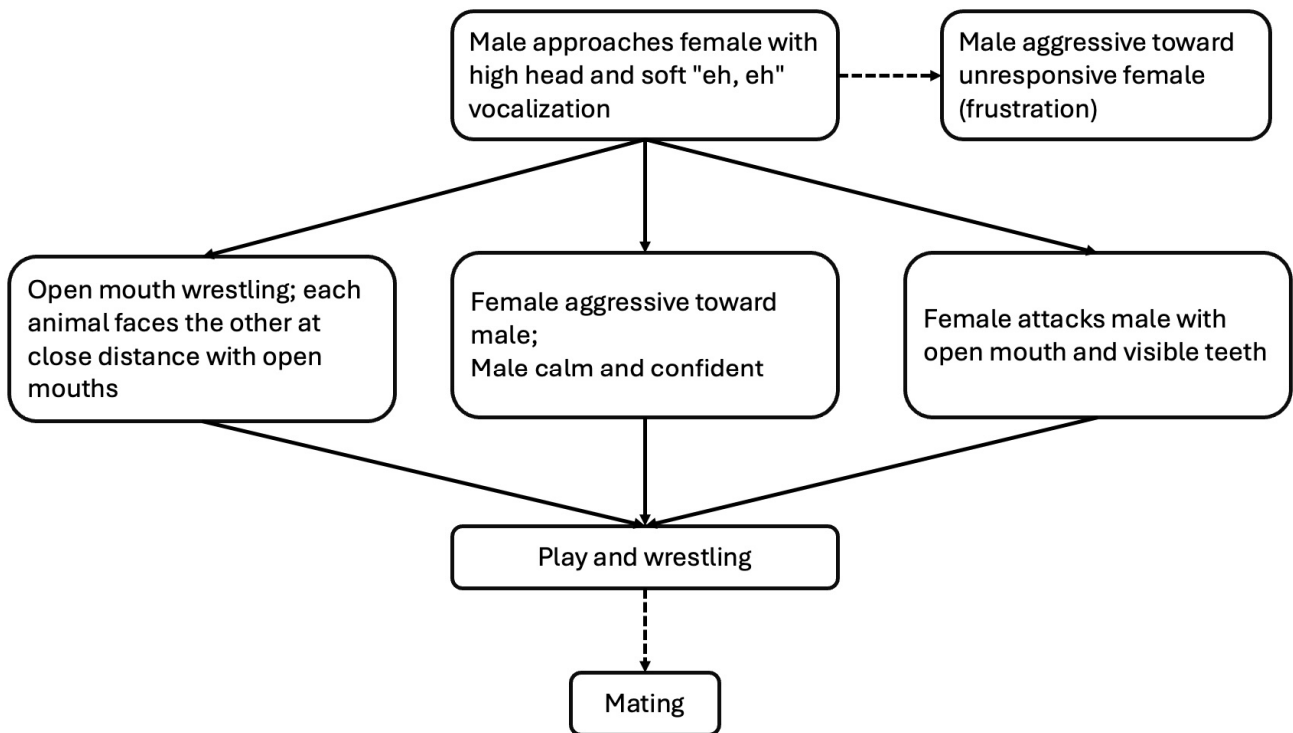 Male approaches female with
high head and soft "eh, eh"
vocalization
Male aggressive toward
unresponsive female
(frustration)
Open mouth wrestling; each
animal faces the other at
close distance with open
mouths
Female aggressive toward
male;
Male calm and confident
Female attacks male with
open mouth and visible teeth
Play and wrestling
Mating